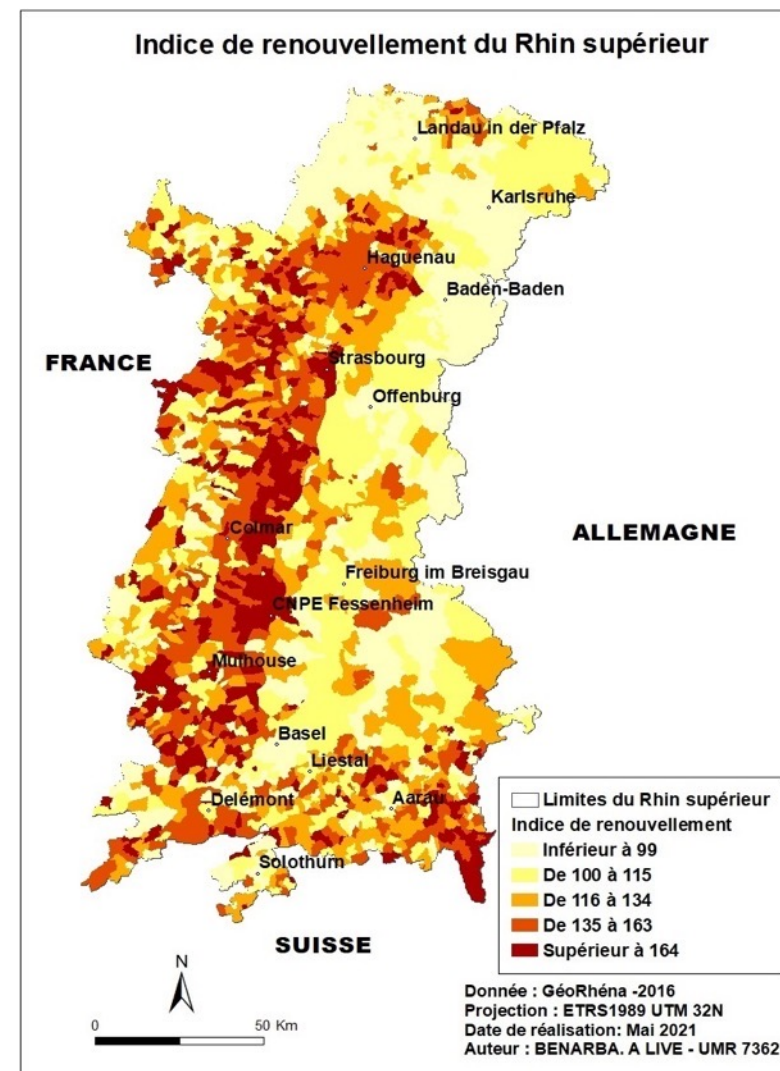 Indice de renouvellement du Rhin supérieur
Landau in der Pfalz
Karlsruhe
Haguenau
Baden-Baden
FRANCE
Strasbourg
Offenburg
Colmar
ALLEMAGNE
Freiburg im Breisgau
CNPE Fessenheim
Mulhouse
Basel
Liestal
Delémont
Aarau
Solothurn
SUISSE
Limites du Rhin supérieur
Indice de renouvellement
Inférieur à 99
De 100 à 115
De 116 à 134
De 135 à 163
Supérieur à 164
N
0 50 Km
Donnée : GéoRhéna -2016
Projection : ETRS1989 UTM 32N
Date de réalisation: Mai 2021
Auteur : BENARBA. A LIVE - UMR 7362